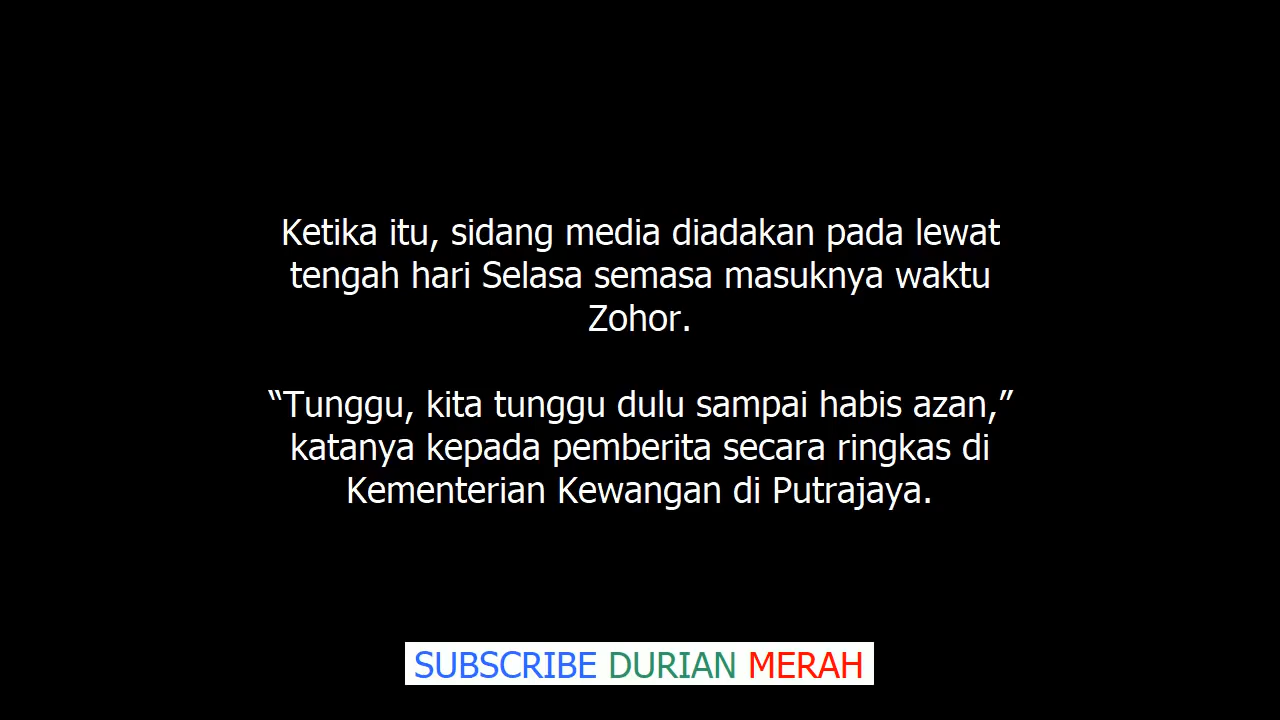 Ketika itu, sidang media diadakan pada lewat
tengah hari Selasa semasa masuknya waktu
Zohor.
“Tunggu, kita tunggu dulu sampai habis azan,”
katanya kepada pemberita secara ringkas di
Kementerian Kewangan di Putrajaya.
SUBSCRIBE DURIAN MERAH